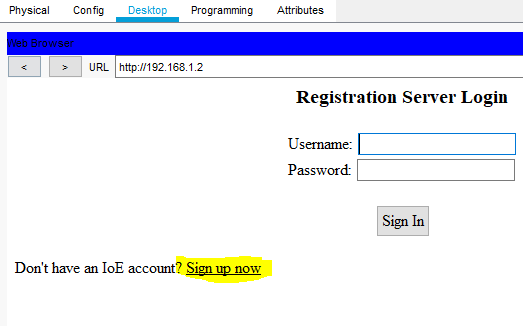 Physical Config Desktop Programming Attributes
Web Browser
< > URL http://192.168.1.2
Registration Server Login
Username:
Password:
Sign In
Don't have an IoE account? Sign up now